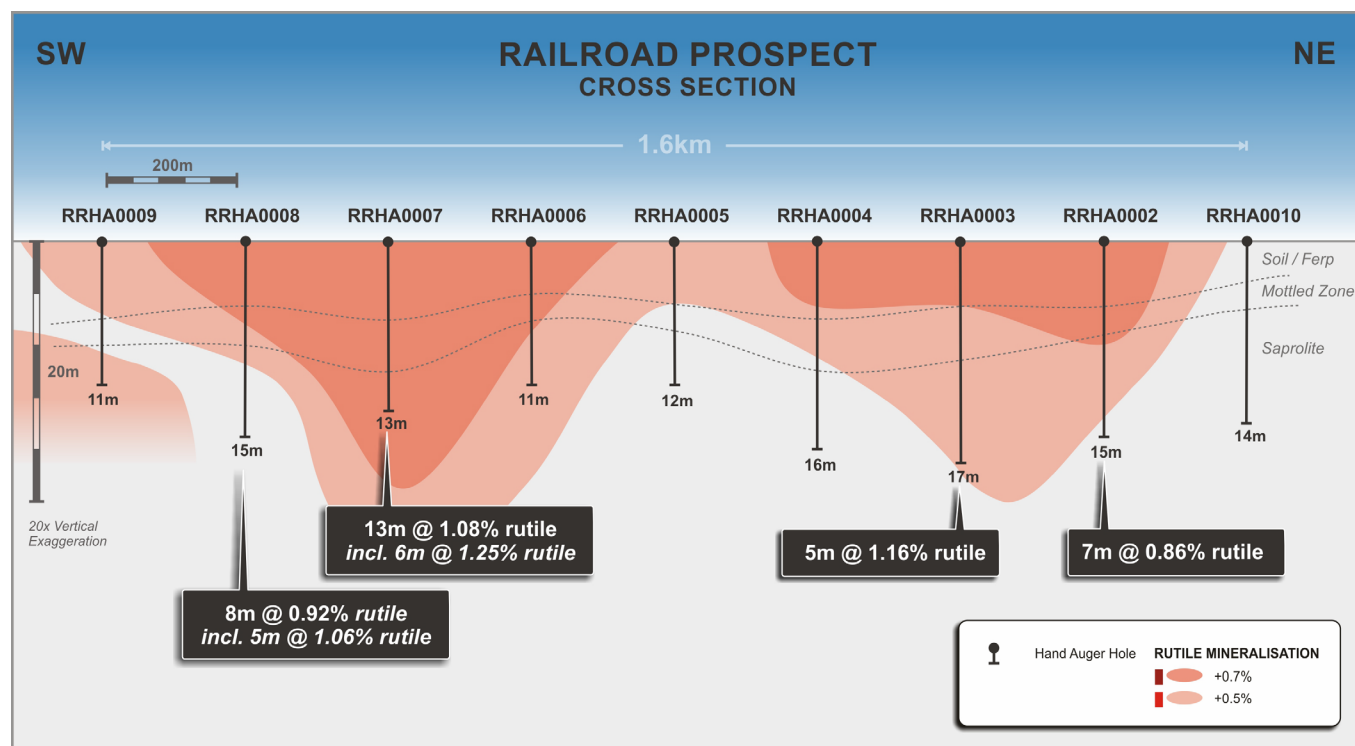 SW
RAILROAD PROSPECT
NE
CROSS SECTION
1.6km
200m
RRHA0009
RRHA0008
RRHA0007
RRHA0006
RRHA0005
RRHA0004
RRHA0003
RRHA0002
RRHA0010
Soil / Ferp
Mottled Zone
Saprolite
20m
11m
15m
13m
11m
12m
16m
17m
15m
14m
20x Vertical
Exaggeration
13m @ 1.08% rutile
incl. 6m @ 1.25% rutile
5m @ 1.16% rutile
7m @ 0.86% rutile
8m @ 0.92% rutile
incl. 5m @ 1.06% rutile
Hand Auger Hole
RUTILE MINERALISATION
+0.7%
+0.5%